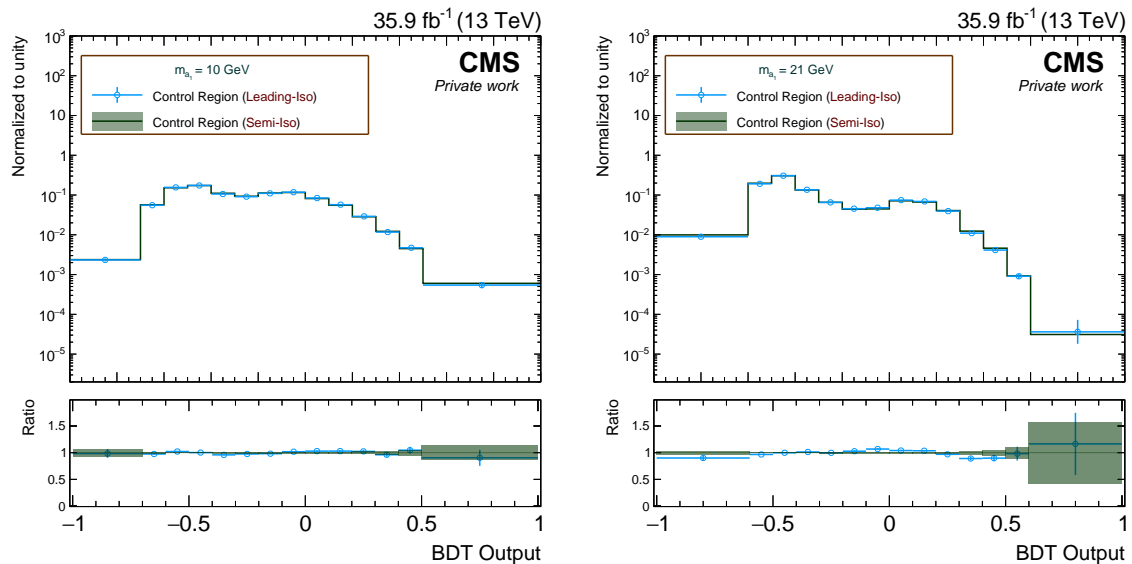 35.9 fb⁻¹ (13 TeV)
Normalized to unity
10³
10²
10
1
10⁻¹
10⁻²
10⁻³
10⁻⁴
10⁻⁵
CMS
Private work
m_a₁ = 10 GeV
Control Region (Leading-Iso)
Control Region (Semi-Iso)
Ratio
1.5
1
0.5
0
−1 −0.5 0 0.5 1
BDT Output
35.9 fb⁻¹ (13 TeV)
Normalized to unity
10³
10²
10
1
10⁻¹
10⁻²
10⁻³
10⁻⁴
10⁻⁵
CMS
Private work
m_a₁ = 21 GeV
Control Region (Leading-Iso)
Control Region (Semi-Iso)
Ratio
1.5
1
0.5
0
−1 −0.5 0 0.5 1
BDT Output